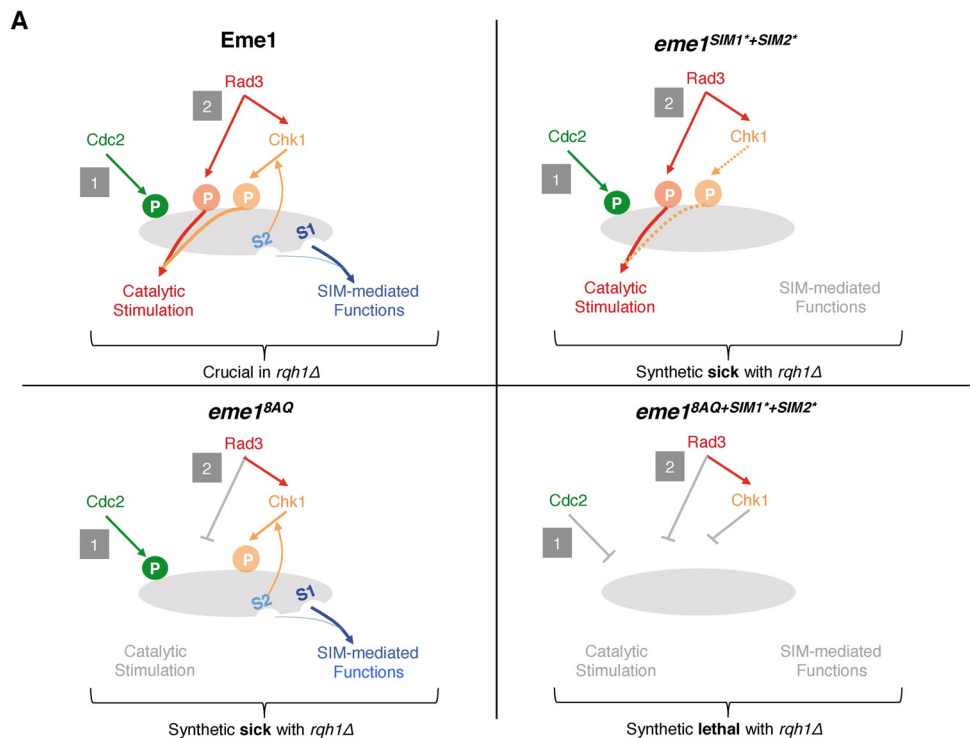 A
Eme1
Rad3
2
Chk1
Cdc2
1
P
P
P
S2
S1
Catalytic
Stimulation
SIM-mediated
Functions
Crucial in rqh1Δ
eme1SIM1*+SIM2*
Rad3
2
Chk1
Cdc2
1
P
P
P
Catalytic
Stimulation
SIM-mediated
Functions
Synthetic sick with rqh1Δ
eme18AQ
Rad3
2
Chk1
Cdc2
1
P
P
S2
S1
Catalytic
Stimulation
SIM-mediated
Functions
Synthetic sick with rqh1Δ
eme18AQ+SIM1*+SIM2*
Rad3
2
Chk1
Cdc2
1
Catalytic
Stimulation
SIM-mediated
Functions
Synthetic lethal with rqh1Δ